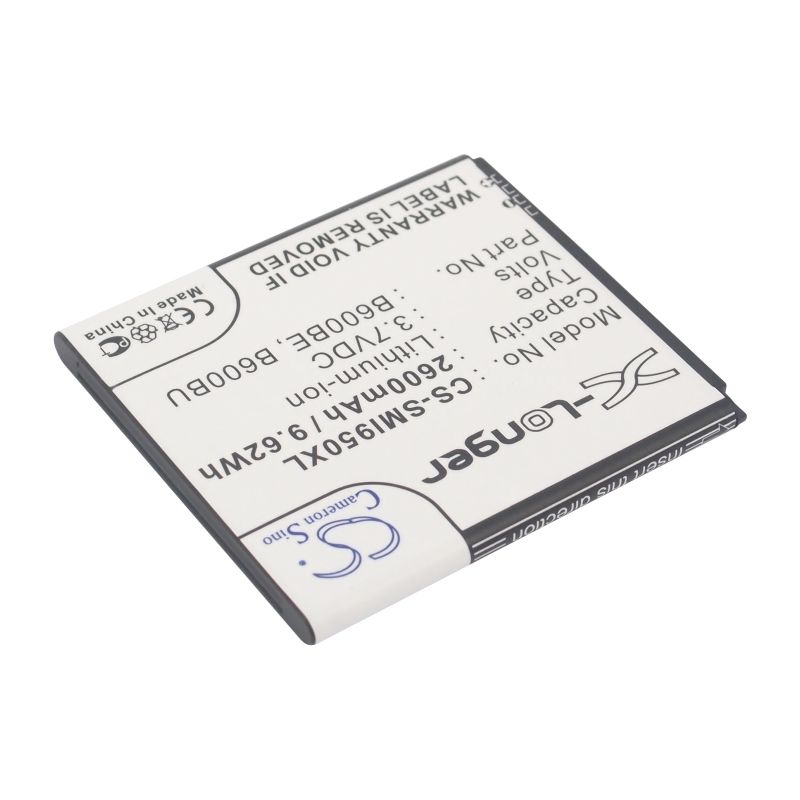 X-Longer
Model No. CS-SMI950XL
Capacity 2600mAh / 9.62Wh
Type Lithium-ion
Volts 3.7VDC
Part No. B600BE, B600BU
WARRANTY VOID IF
LABEL IS REMOVED
CS
Cameron Sino
CE
Made in China
Insert this direction